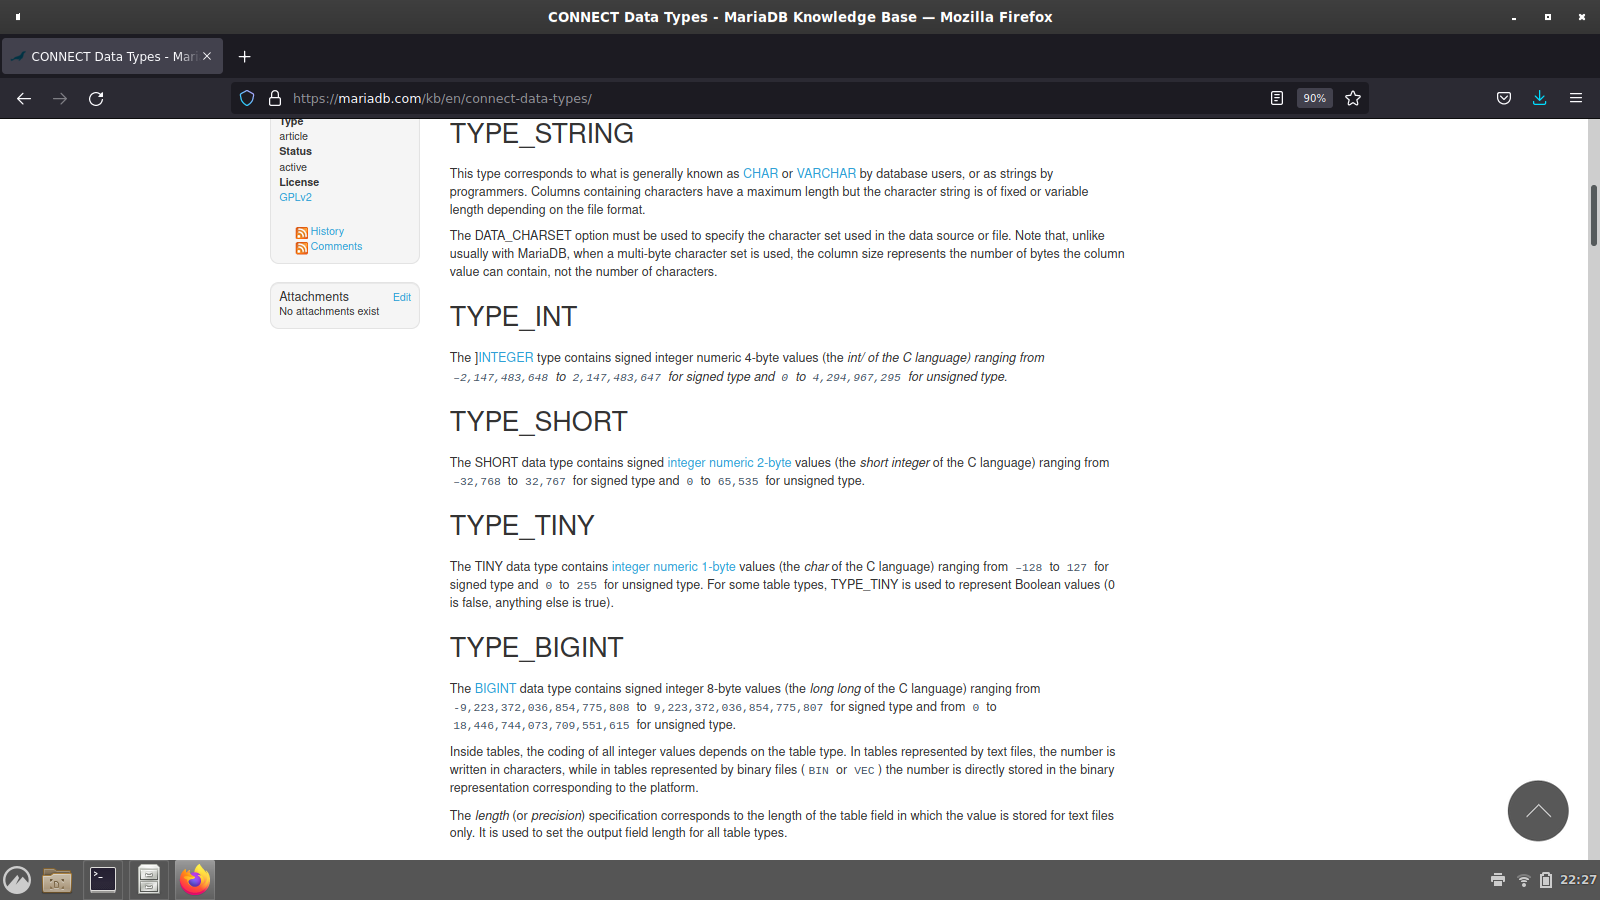 CONNECT Data Types - MariaDB Knowledge Base — Mozilla Firefox
CONNECT Data Types - Mari
https://mariadb.com/kb/en/connect-data-types/
90%
Type
article
Status
active
License
GPLv2
History
Comments
Attachments
Edit
No attachments exist
TYPE_STRING
This type corresponds to what is generally known as CHAR or VARCHAR by database users, or as strings by
programmers. Columns containing characters have a maximum length but the character string is of fixed or variable
length depending on the file format.
The DATA_CHARSET option must be used to specify the character set used in the data source or file. Note that, unlike
usually with MariaDB, when a multi-byte character set is used, the column size represents the number of bytes the column
value can contain, not the number of characters.
TYPE_INT
The ]INTEGER type contains signed integer numeric 4-byte values (the int/ of the C language) ranging from
–2,147,483,648 to 2,147,483,647 for signed type and 0 to 4,294,967,295 for unsigned type.
TYPE_SHORT
The SHORT data type contains signed integer numeric 2-byte values (the short integer of the C language) ranging from
–32,768 to 32,767 for signed type and 0 to 65,535 for unsigned type.
TYPE_TINY
The TINY data type contains integer numeric 1-byte values (the char of the C language) ranging from –128 to 127 for
signed type and 0 to 255 for unsigned type. For some table types, TYPE_TINY is used to represent Boolean values (0
is false, anything else is true).
TYPE_BIGINT
The BIGINT data type contains signed integer 8-byte values (the long long of the C language) ranging from
-9,223,372,036,854,775,808 to 9,223,372,036,854,775,807 for signed type and from 0 to
18,446,744,073,709,551,615 for unsigned type.
Inside tables, the coding of all integer values depends on the table type. In tables represented by text files, the number is
written in characters, while in tables represented by binary files ( BIN or VEC ) the number is directly stored in the binary
representation corresponding to the platform.
The length (or precision) specification corresponds to the length of the table field in which the value is stored for text files
only. It is used to set the output field length for all table types.
22:27